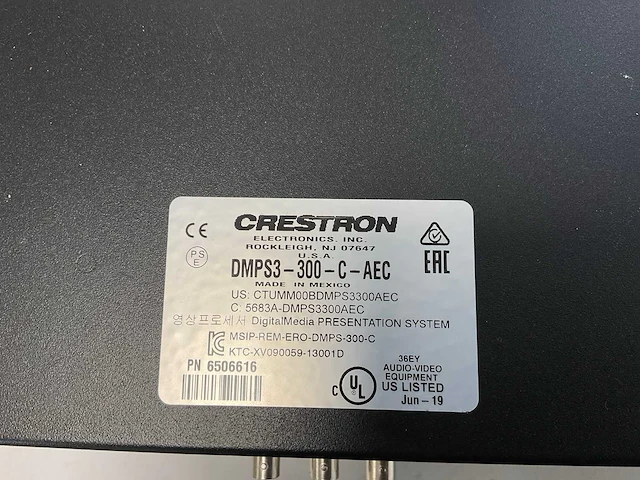 CE
CRESTRON
ELECTRONICS, INC.
ROCKLEIGH, NJ 07647
U.S.A.
PS
E
DMPS3-300-C-AEC
EAC
MADE IN MEXICO
US: CTUMM00BDMPS3300AEC
C: 5683A-DMPS3300AEC
영상프로세서 DigitalMedia PRESENTATION SYSTEM
MSIP-REM-ERO-DMPS-300-C
KTC-XV090059-13001D
PN 6506616
36EY
AUDIO-VIDEO
EQUIPMENT
C UL US LISTED
Jun-19